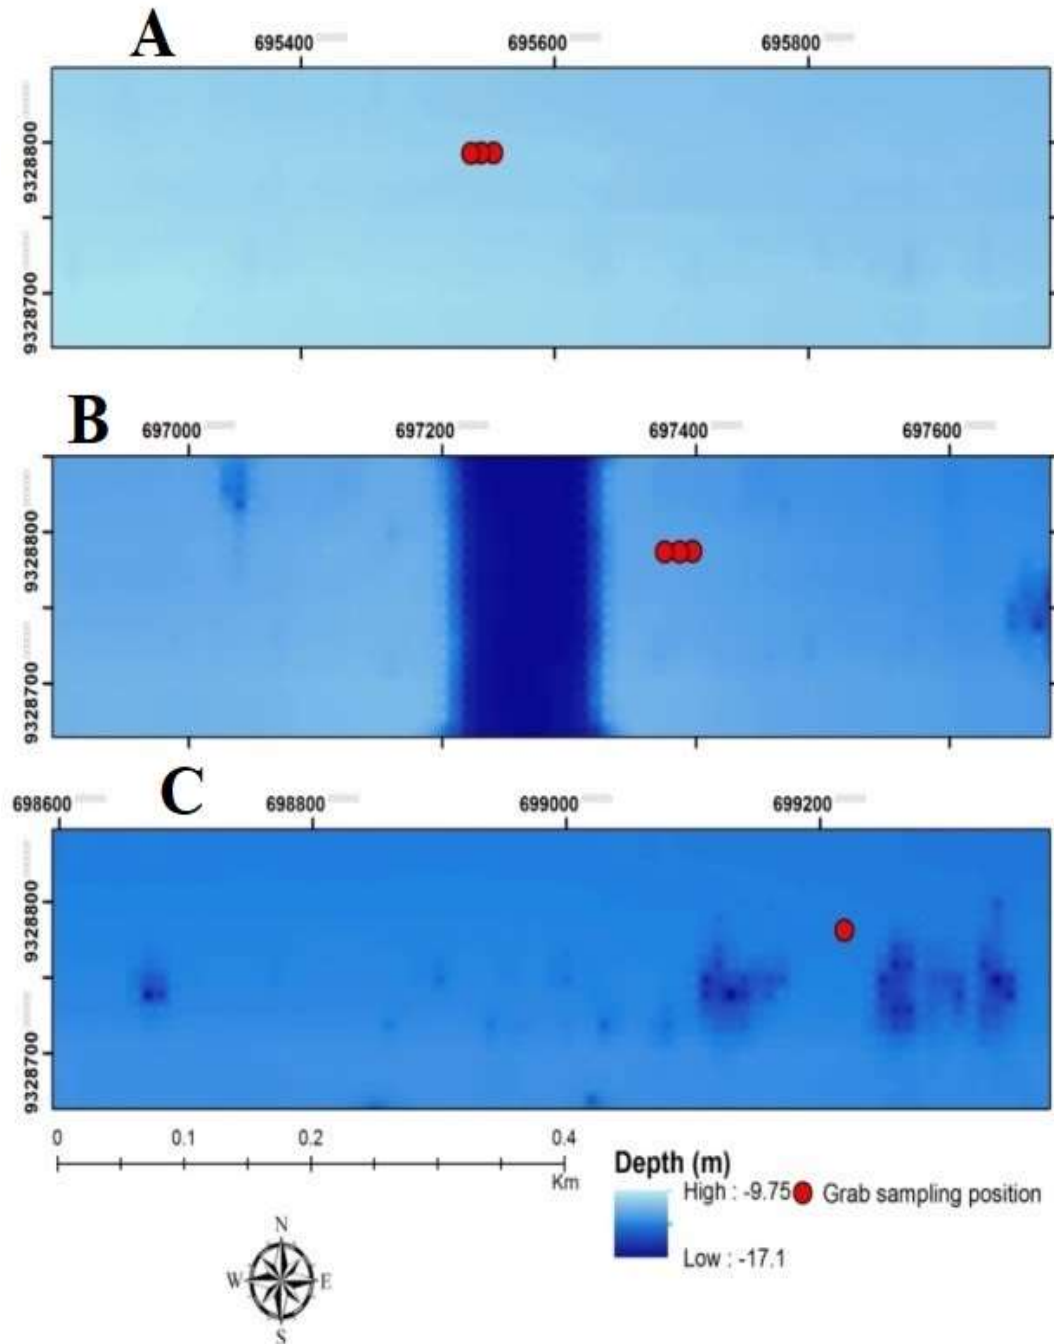 A
695400 695600 695800
9328800
9328700
B
697000 697200 697400 697600
9328800
9328700
C
698600 698800 699000 699200
9328800
9328700
0 0.1 0.2 0.4
Km
Depth (m)
High : -9.75 Grab sampling position
Low : -17.1
N
W E
S